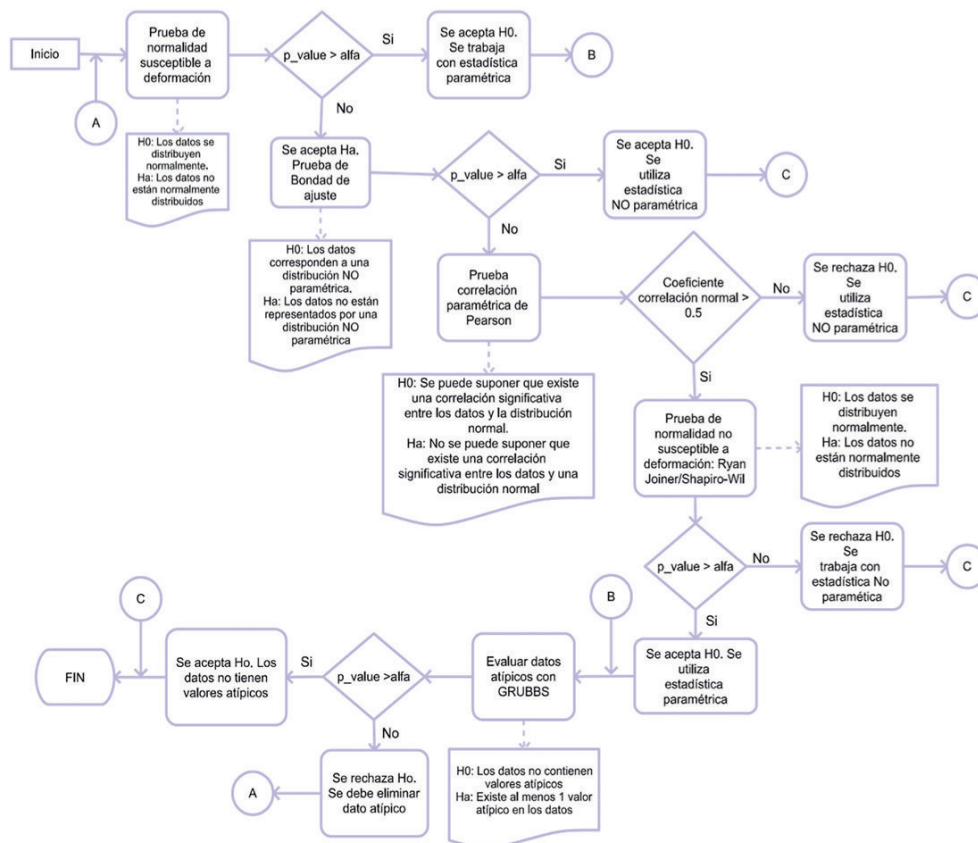 Inicio
A
Prueba de
normalidad
susceptible a
deformación
p_value > alfa
Si
Se acepta H0.
Se trabaja
con estadística
paramétrica
B
No
H0: Los datos se
distribuyen
normalmente.
Ha: Los datos no
están normalmente
distribuidos
Se acepta Ha.
Prueba de
Bondad de
ajuste
p_value > alfa
Si
Se acepta H0.
Se
utiliza
estadística
NO paramétrica
C
No
H0: Los datos
corresponden a una
distribución NO
paramétrica.
Ha: Los datos no están
representados por una
distribución NO
paramétrica
Prueba
correlación
paramétrica de
Pearson
Coeficiente
correlación normal >
0.5
No
Se rechaza H0.
Se
utiliza
estadística
NO paramétrica
C
Si
H0: Se puede suponer que existe
una correlación significativa
entre los datos y la distribución
normal.
Ha: No se puede suponer que
existe una correlación
significativa entre los datos y una
distribución normal
Prueba de
normalidad no
susceptible a
deformación: Ryan
Joiner/Shapiro-Wil
H0: Los datos se
distribuyen
normalmente.
Ha: Los datos no
están normalmente
distribuidos
p_value > alfa
No
Se rechaza H0.
Se
trabaja con
estadística No
paramética
C
Si
Se acepta H0. Se
utiliza
estadística
paramétrica
B
Evaluar datos
atípicos con
GRUBBS
H0: Los datos no contienen
valores atípicos
Ha: Existe al menos 1 valor
atípico en los datos
p_value >alfa
Si
Se acepta Ho. Los
datos no tienen
valores atípicos
C
FIN
No
Se rechaza Ho.
Se debe eliminar
dato atípico
A